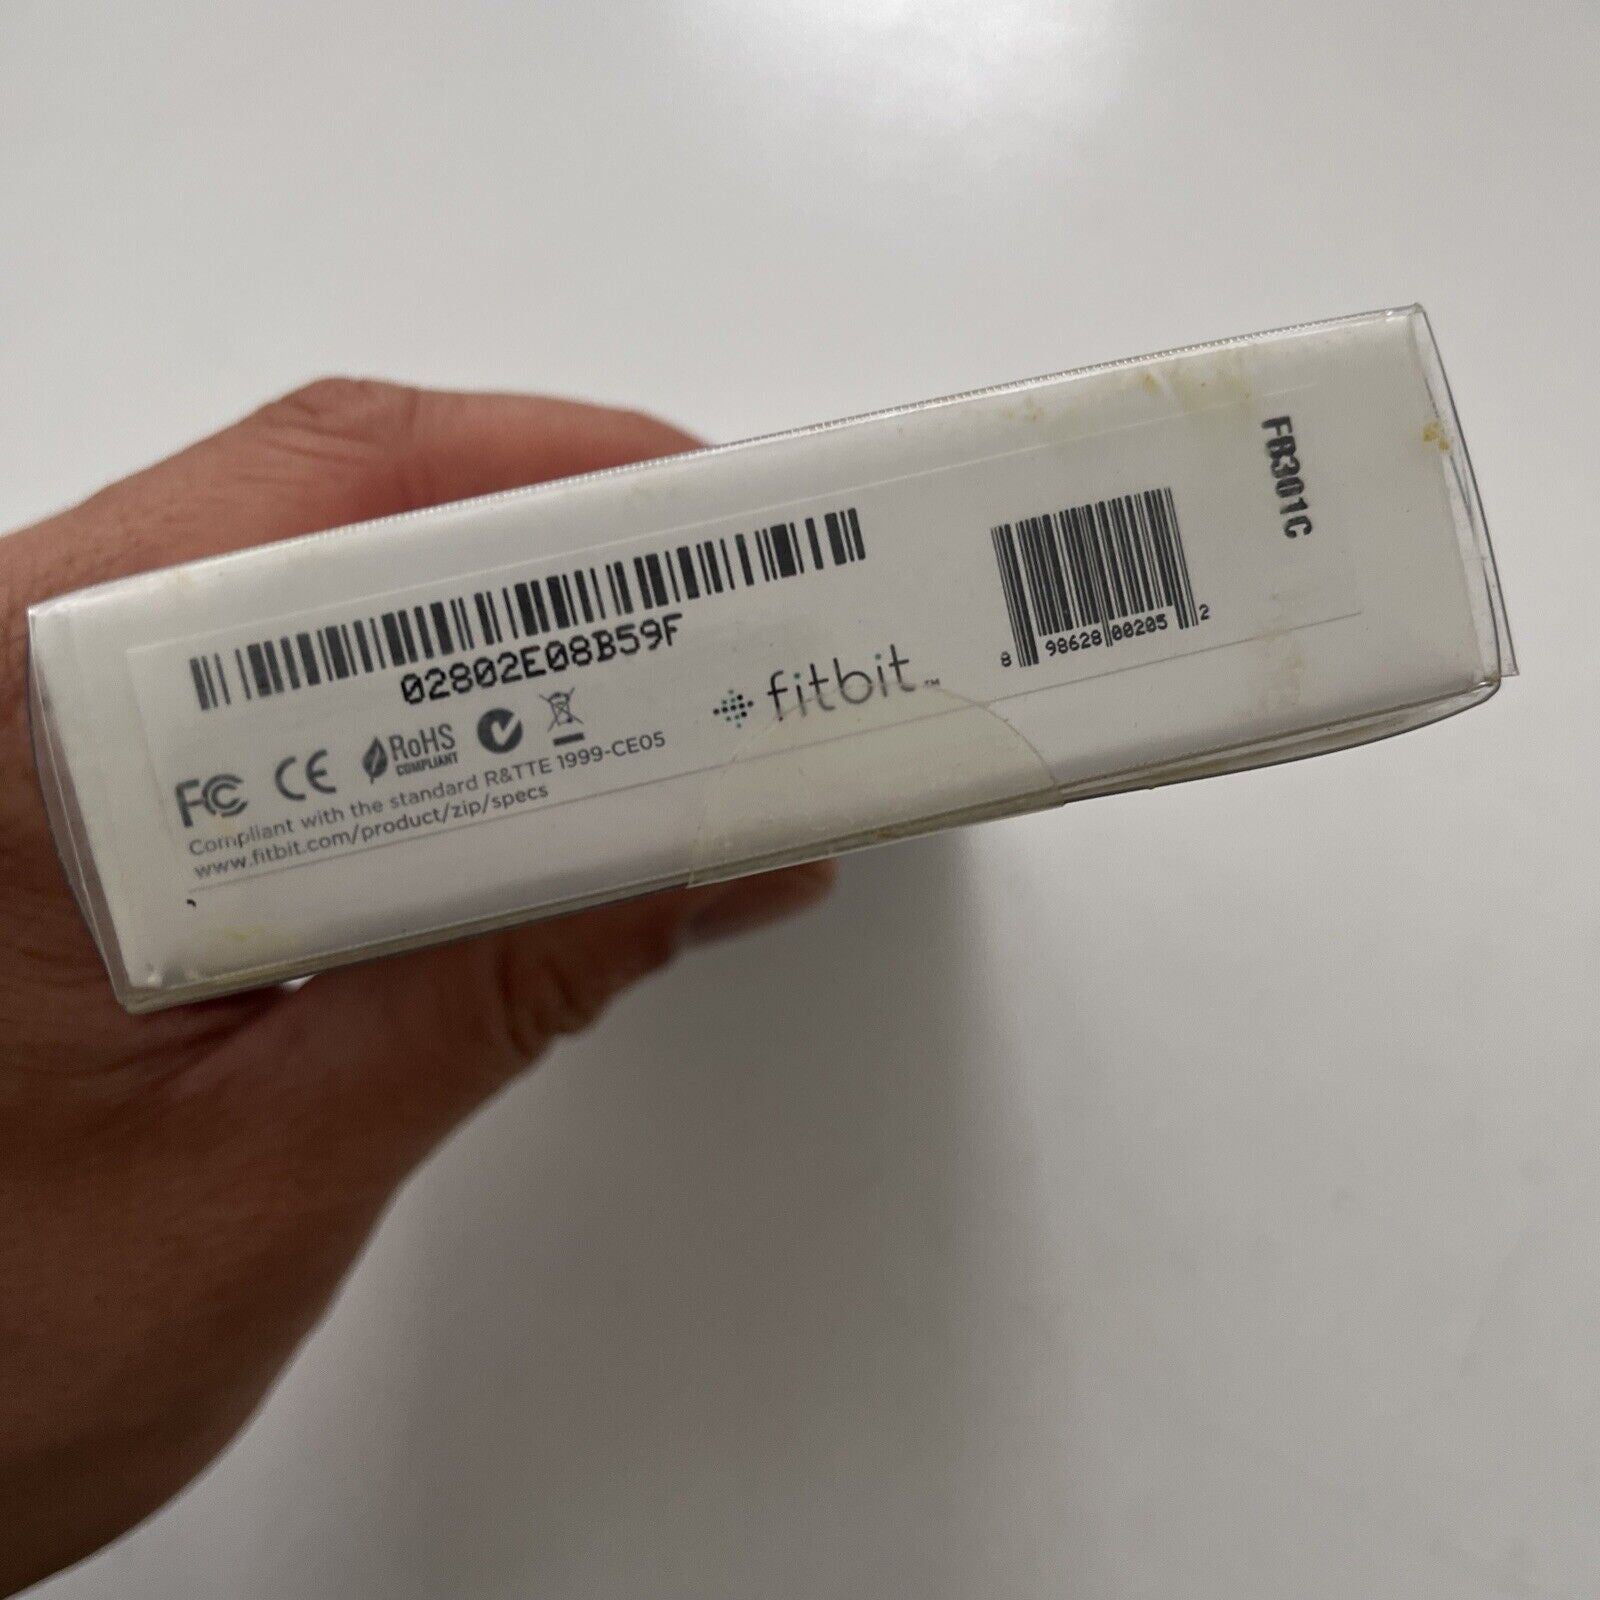 02802E08B59F
FC CE RoHS
COMPLIANT
Compliant with the standard R&TTE 1999-CE05
www.fitbit.com/product/zip/specs
fitbit™
8 98628 00205 2
FB301C